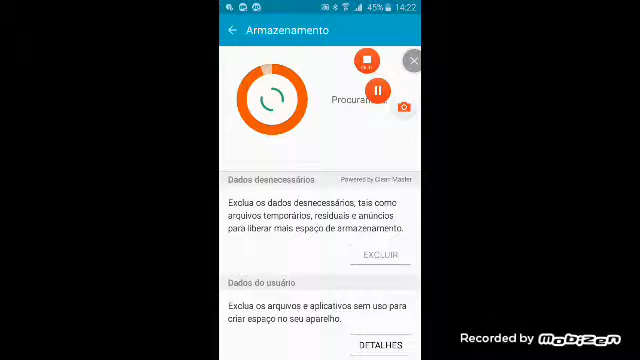 45% 14:22
Armazenamento
Dados desnecessários Powered by Clean Master
Exclua os dados desnecessários, tais como
arquivos temporários, residuais e anúncios
para liberar mais espaço de armazenamento.
EXCLUIR
Dados do usuário
Exclua os arquivos e aplicativos sem uso para
criar espaço no seu aparelho.
DETALHES
Recorded by mobizen